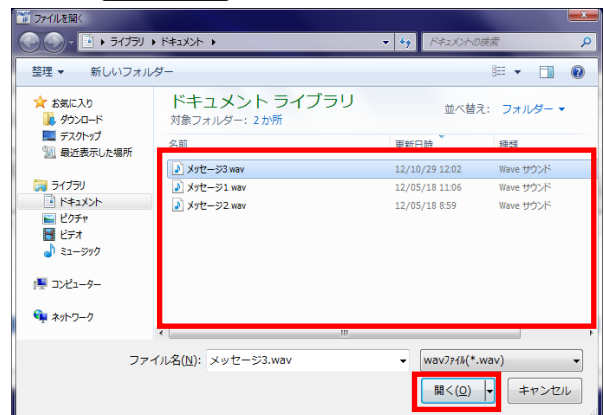 ファイルを開く
ライブラリ ドキュメント
ドキュメントの検索
整理 新しいフォルダー
お気に入り
ダウンロード
デスクトップ
最近表示した場所
ライブラリ
ドキュメント
ピクチャ
ビデオ
ミュージック
コンピューター
ネットワーク
ドキュメント ライブラリ
対象フォルダー: 2 か所
並べ替え: フォルダー
名前 更新日時 種類
メッセージ3.wav 12/10/29 12:02 Wave サウンド
メッセージ1.wav 12/05/18 11:06 Wave サウンド
メッセージ2.wav 12/05/18 8:59 Wave サウンド
ファイル名(N): メッセージ3.wav wavファイル(*.wav)
開く(O) キャンセル